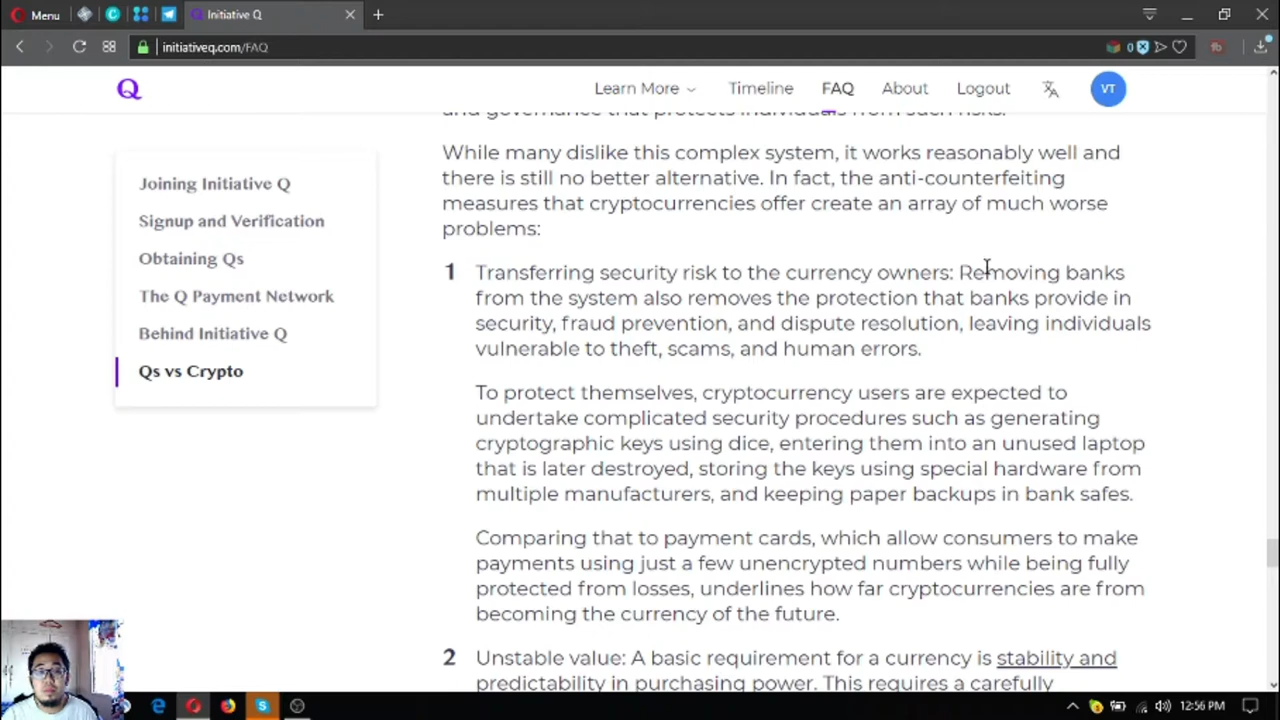 Menu
Initiative Q
initiativeq.com/FAQ
0
Q
Learn More
Timeline
FAQ
About
Logout
VT
and governance that protects individuals from such risks.
Joining Initiative Q
Signup and Verification
Obtaining Qs
The Q Payment Network
Behind Initiative Q
Qs vs Crypto
While many dislike this complex system, it works reasonably well and
there is still no better alternative. In fact, the anti-counterfeiting
measures that cryptocurrencies offer create an array of much worse
problems:
1 Transferring security risk to the currency owners: Removing banks
from the system also removes the protection that banks provide in
security, fraud prevention, and dispute resolution, leaving individuals
vulnerable to theft, scams, and human errors.
To protect themselves, cryptocurrency users are expected to
undertake complicated security procedures such as generating
cryptographic keys using dice, entering them into an unused laptop
that is later destroyed, storing the keys using special hardware from
multiple manufacturers, and keeping paper backups in bank safes.
Comparing that to payment cards, which allow consumers to make
payments using just a few unencrypted numbers while being fully
protected from losses, underlines how far cryptocurrencies are from
becoming the currency of the future.
2 Unstable value: A basic requirement for a currency is stability and
predictability in purchasing power. This requires a carefully
12:56 PM